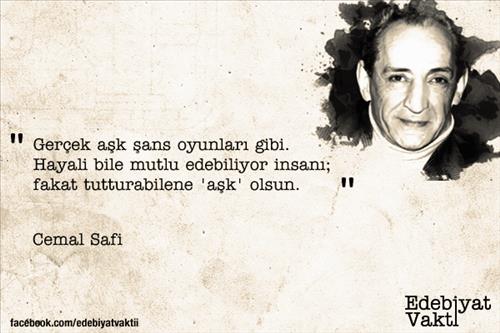 " Gerçek aşk şans oyunları gibi.
Hayali bile mutlu edebiliyor insanı;
fakat tutturabilene 'aşk' olsun. "
Cemal Safi
facebook.com/edebiyatvaktii
Edebiyat
Vakti